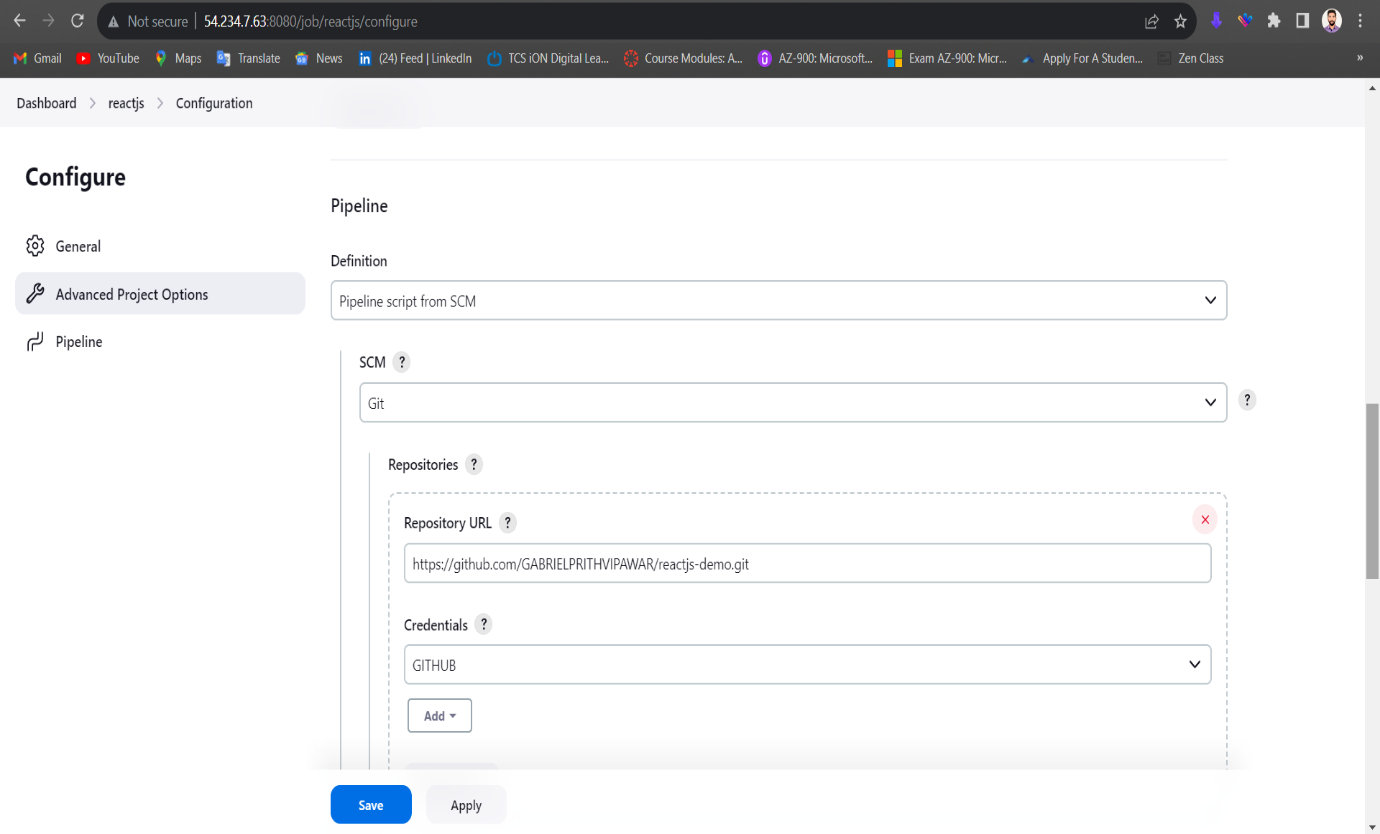 Not secure | 54.234.7.63:8080/job/reactjs/configure
Gmail YouTube Maps Translate News (24) Feed | LinkedIn TCS iON Digital Lea... Course Modules: A... AZ-900: Microsoft... Exam AZ-900: Micr... Apply For A Studen... Zen Class »
Dashboard > reactjs > Configuration
Configure
General
Advanced Project Options
Pipeline
Pipeline
Definition
Pipeline script from SCM
SCM ?
Git
?
Repositories ?
Repository URL ?
https://github.com/GABRIELPRITHVIPAWAR/reactjs-demo.git
Credentials ?
GITHUB
Add
Save Apply